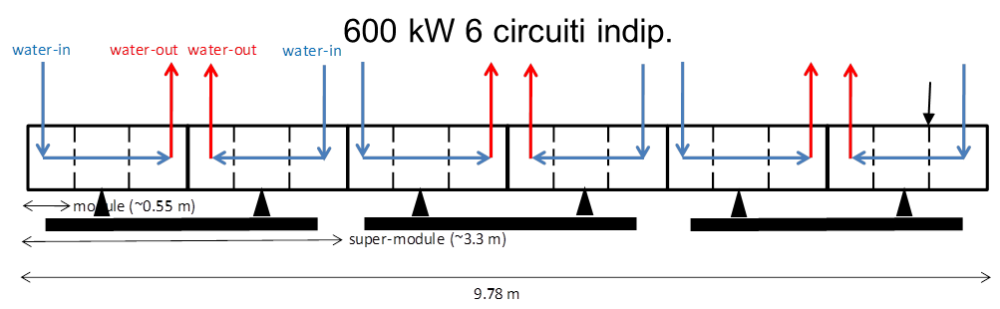 600 kW 6 circuiti indip.
water-in water-out water-out water-in
module (~0.55 m)
super-module (~3.3 m)
9.78 m